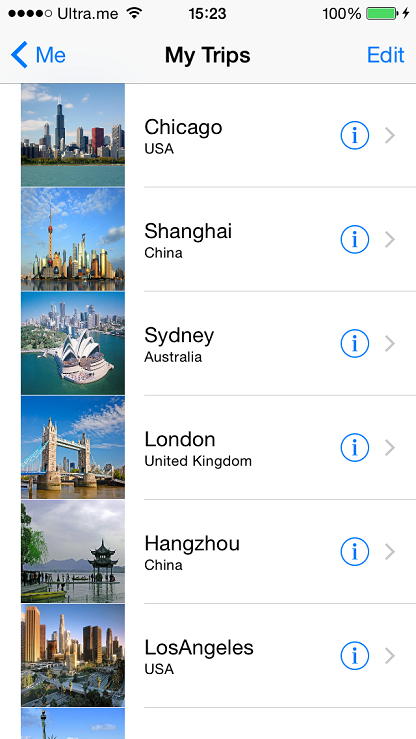 Ultra.me 15:23 100%
Me My Trips Edit
Chicago
USA
Shanghai
China
Sydney
Australia
London
United Kingdom
Hangzhou
China
LosAngeles
USA